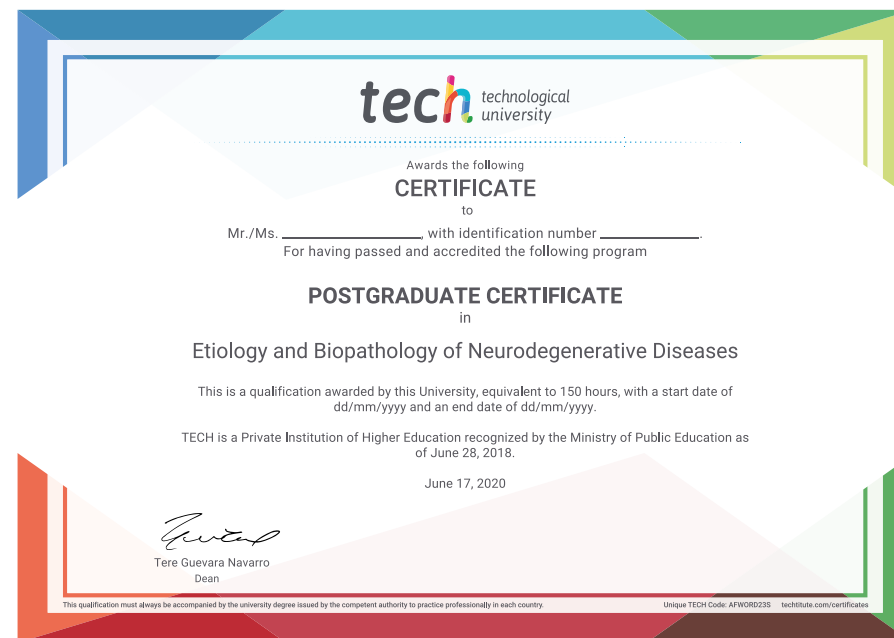 tech technological
university
Awards the following
CERTIFICATE
to
Mr./Ms. ____________, with identification number ____________.
For having passed and accredited the following program
POSTGRADUATE CERTIFICATE
in
Etiology and Biopathology of Neurodegenerative Diseases
This is a qualification awarded by this University, equivalent to 150 hours, with a start date of
dd/mm/yyyy and an end date of dd/mm/yyyy.
TECH is a Private Institution of Higher Education recognized by the Ministry of Public Education as
of June 28, 2018.
June 17, 2020
Tere Guevara Navarro
Dean
This qualification must always be accompanied by the university degree issued by the competent authority to practice professionally in each country.
Unique TECH Code: AFWORD23S techtitute.com/certificates